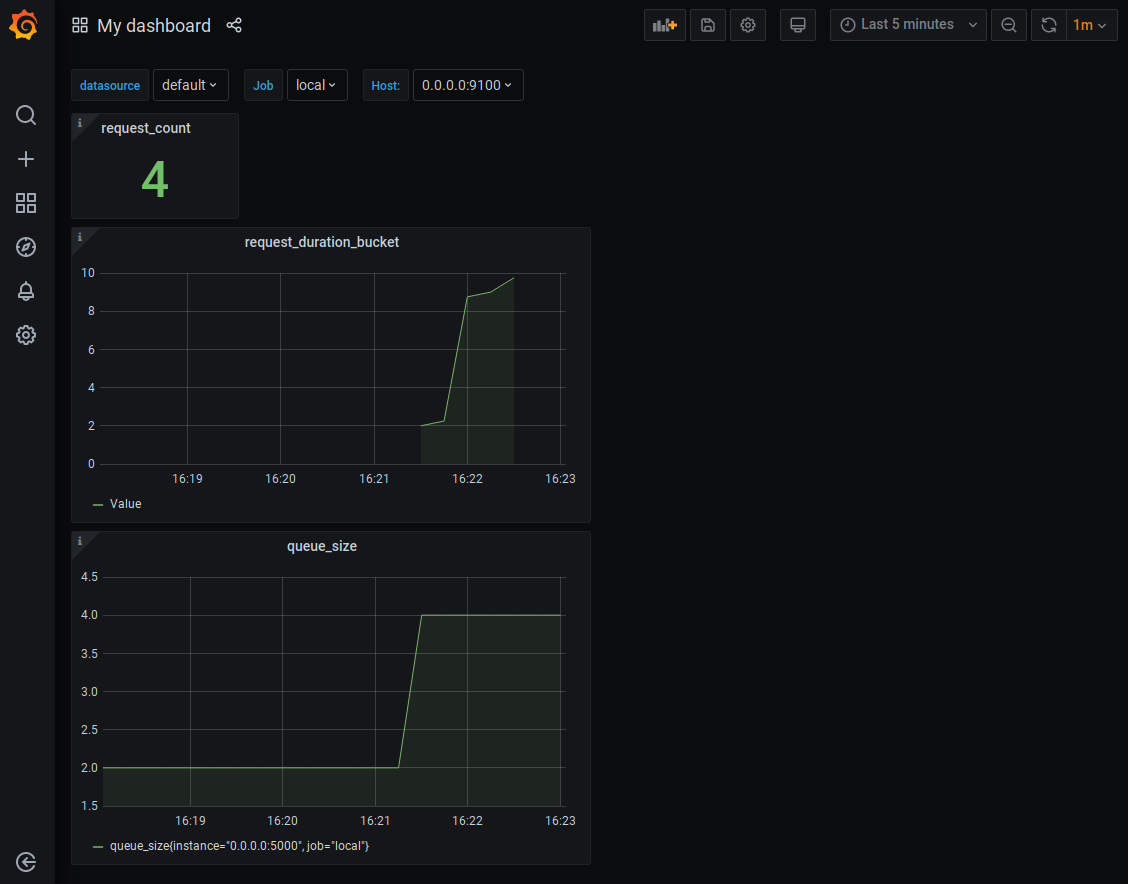 My dashboard
Last 5 minutes
1m
datasource default Job local Host: 0.0.0.0:9100
request_count
4
request_duration_bucket
10
8
6
4
2
0
16:19 16:20 16:21 16:22 16:23
Value
queue_size
4.5
4.0
3.5
3.0
2.5
2.0
1.5
16:19 16:20 16:21 16:22 16:23
queue_size{instance="0.0.0.0:5000", job="local"}